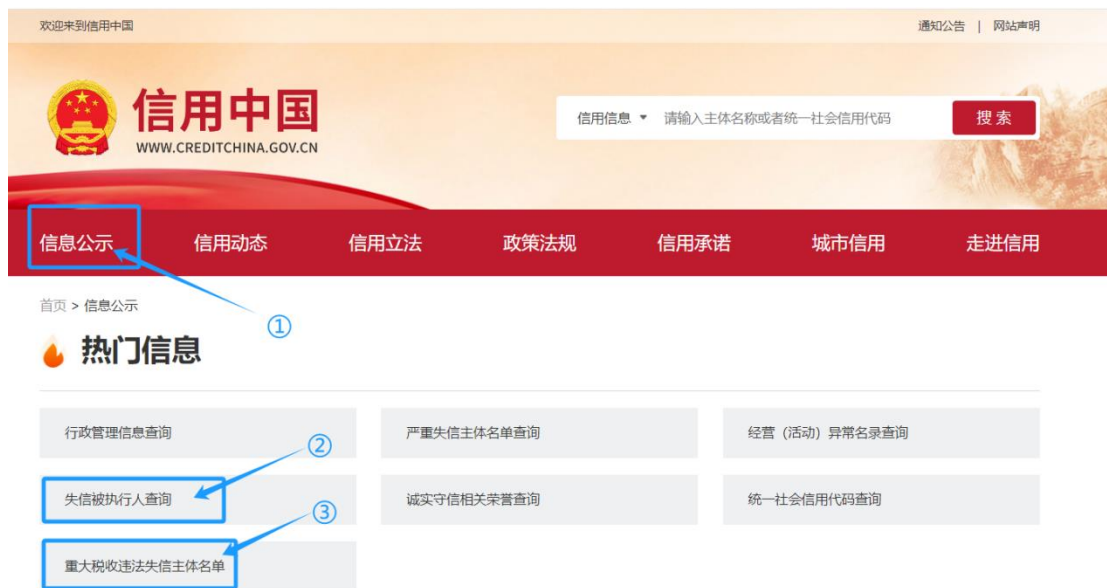 欢迎来到信用中国
通知公告 | 网站声明
信用中国
WWW.CREDITCHINA.GOV.CN
信用信息 请输入主体名称或者统一社会信用代码 搜索
信息公示 信用动态 信用立法 政策法规 信用承诺 城市信用 走进信用
首页 > 信息公示
①
热门信息
行政管理信息查询 严重失信主体名单查询 经营（活动）异常名录查询
②
失信被执行人查询 诚实守信相关荣誉查询 统一社会信用代码查询
③
重大税收违法失信主体名单